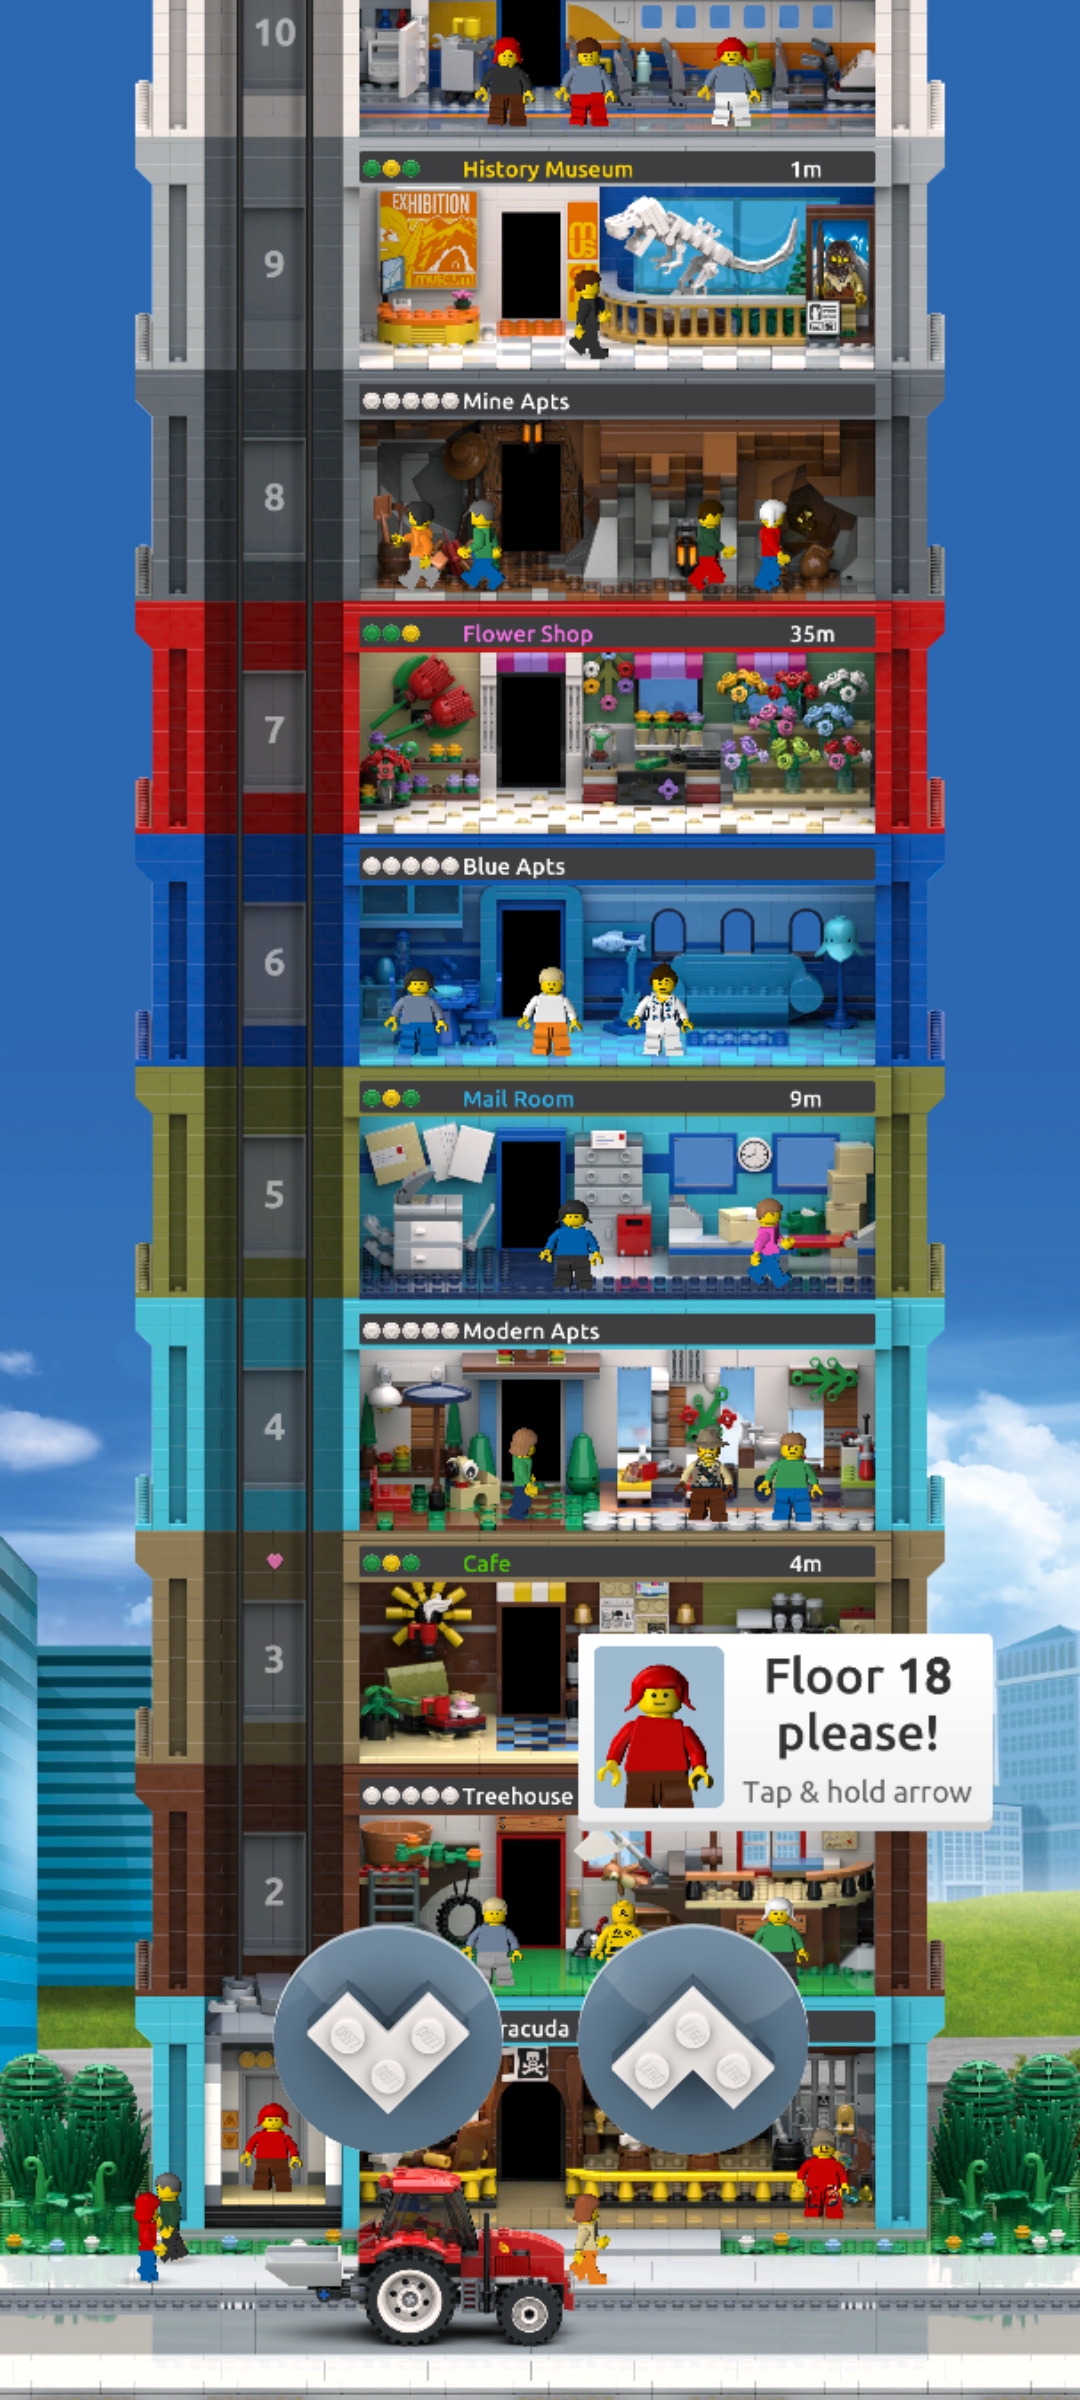 10
History Museum 1m
EXHIBITION
museum
9
Mine Apts
8
Flower Shop 35m
7
Blue Apts
6
Mail Room 9m
5
Modern Apts
4
Cafe 4m
3
Floor 18
please!
Tap & hold arrow
Treehouse
2
racuda